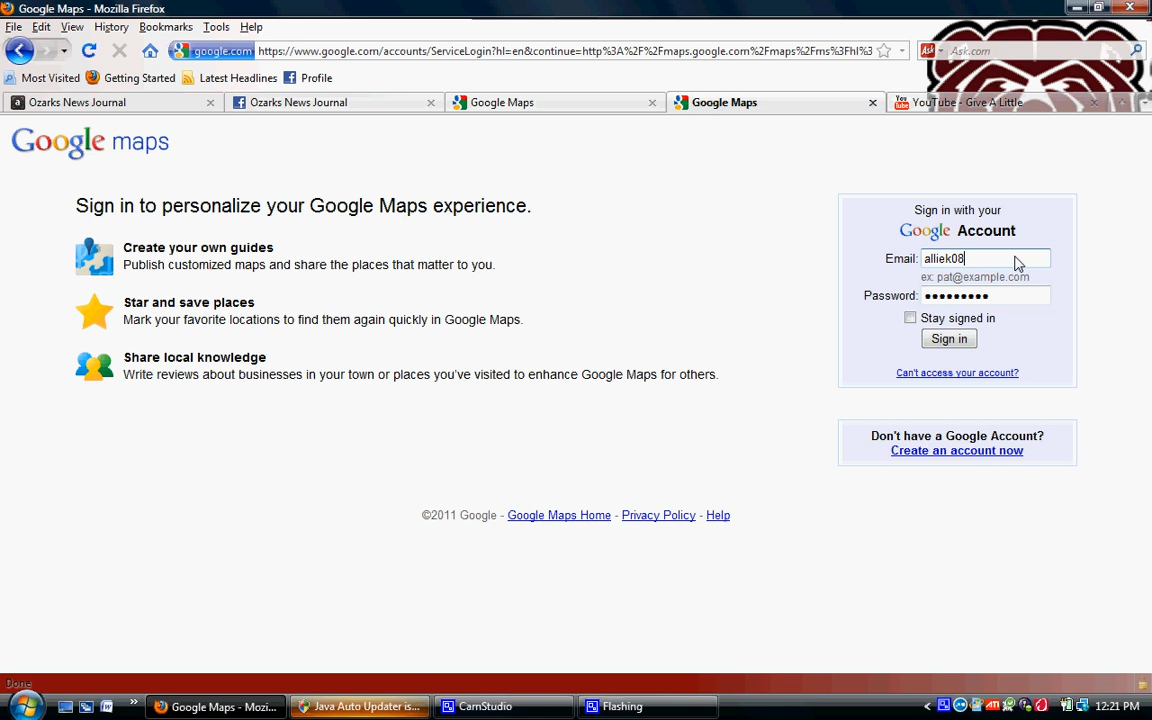 Google Maps - Mozilla Firefox
File Edit View History Bookmarks Tools Help
google.com https://www.google.com/accounts/ServiceLogin?hl=en&continue=http%3A%2F%2Fmaps.google.com%2Fmaps%2Fms%3Fhl%3 Ask Ask.com
Most Visited Getting Started Latest Headlines Profile
Ozarks News Journal Ozarks News Journal Google Maps Google Maps YouTube - Give A Little
Google maps
Sign in to personalize your Google Maps experience.
Create your own guides
Publish customized maps and share the places that matter to you.
Star and save places
Mark your favorite locations to find them again quickly in Google Maps.
Share local knowledge
Write reviews about businesses in your town or places you've visited to enhance Google Maps for others.
Sign in with your
Google Account
Email: alliek08
ex: pat@example.com
Password: •••••••••
Stay signed in
Sign in
Can't access your account?
Don't have a Google Account?
Create an account now
©2011 Google - Google Maps Home - Privacy Policy - Help
Done
Google Maps - Mozi... Java Auto Updater is... CamStudio Flashing 12:21 PM